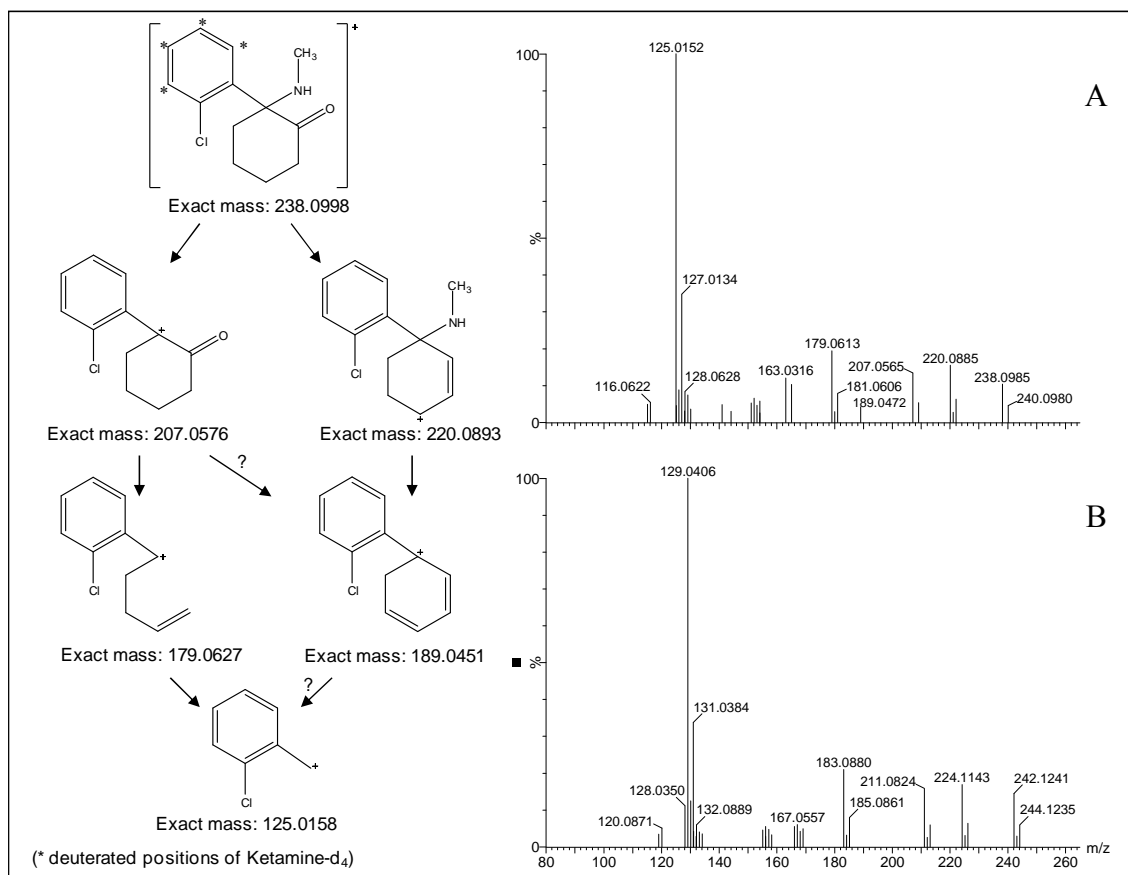 * * * *
+
CH3
NH
O
Cl
Exact mass: 238.0998
+
O
Cl
Exact mass: 207.0576
CH3
NH
Cl
+
Exact mass: 220.0893
?
+
Cl
Exact mass: 179.0627
+
Cl
Exact mass: 189.0451
?
+
Cl
Exact mass: 125.0158
(* deuterated positions of Ketamine-d4)
A
100
%
0
125.0152
127.0134
116.0622
128.0628
163.0316
179.0613
181.0606
189.0472
207.0565
220.0885
238.0985
240.0980
B
100
%
0
129.0406
131.0384
128.0350
120.0871
132.0889
167.0557
183.0880
185.0861
211.0824
224.1143
242.1241
244.1235
m/z
80 100 120 140 160 180 200 220 240 260